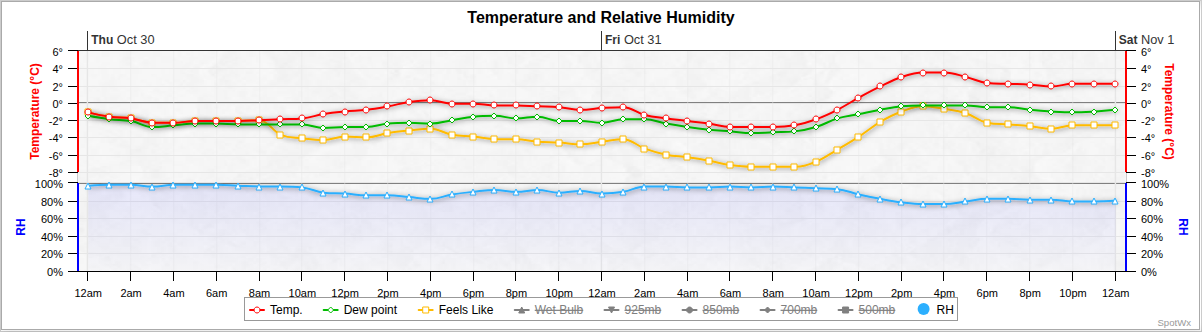 Temperature and Relative Humidity
Thu Oct 30 Fri Oct 31 Sat Nov 1
6° 6°
4° 4°
2° 2°
0° 0°
-2° -2°
-4° -4°
-6° -6°
-8° -8°
Temperature (°C) Temperature (°C)
100% 100%
80% 80%
60% 60%
40% 40%
20% 20%
0% 0%
RH RH
12am 2am 4am 6am 8am 10am 12pm 2pm 4pm 6pm 8pm 10pm 12am 2am 4am 6am 8am 10am 12pm 2pm 4pm 6pm 8pm 10pm 12am
Temp. Dew point Feels Like Wet Bulb 925mb 850mb 700mb 500mb RH
SpotWx